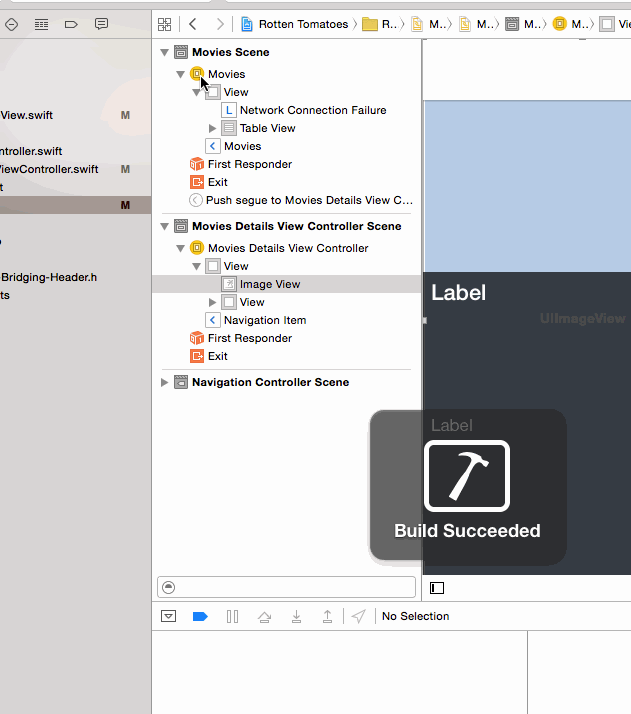 Rotten Tomatoes
R..
M..
M..
M..
M..
Vie
Movies Scene
Movies
View
L Network Connection Failure
Table View
Movies
First Responder
Exit
Push segue to Movies Details View C...
Movies Details View Controller Scene
Movies Details View Controller
View
Image View
View
Navigation Item
First Responder
Exit
Navigation Controller Scene
View.swift M
ntroller.swift
ViewController.swift M
t
M
-Bridging-Header.h
ts
Label
UIImageView
Label
Build Succeeded
No Selection